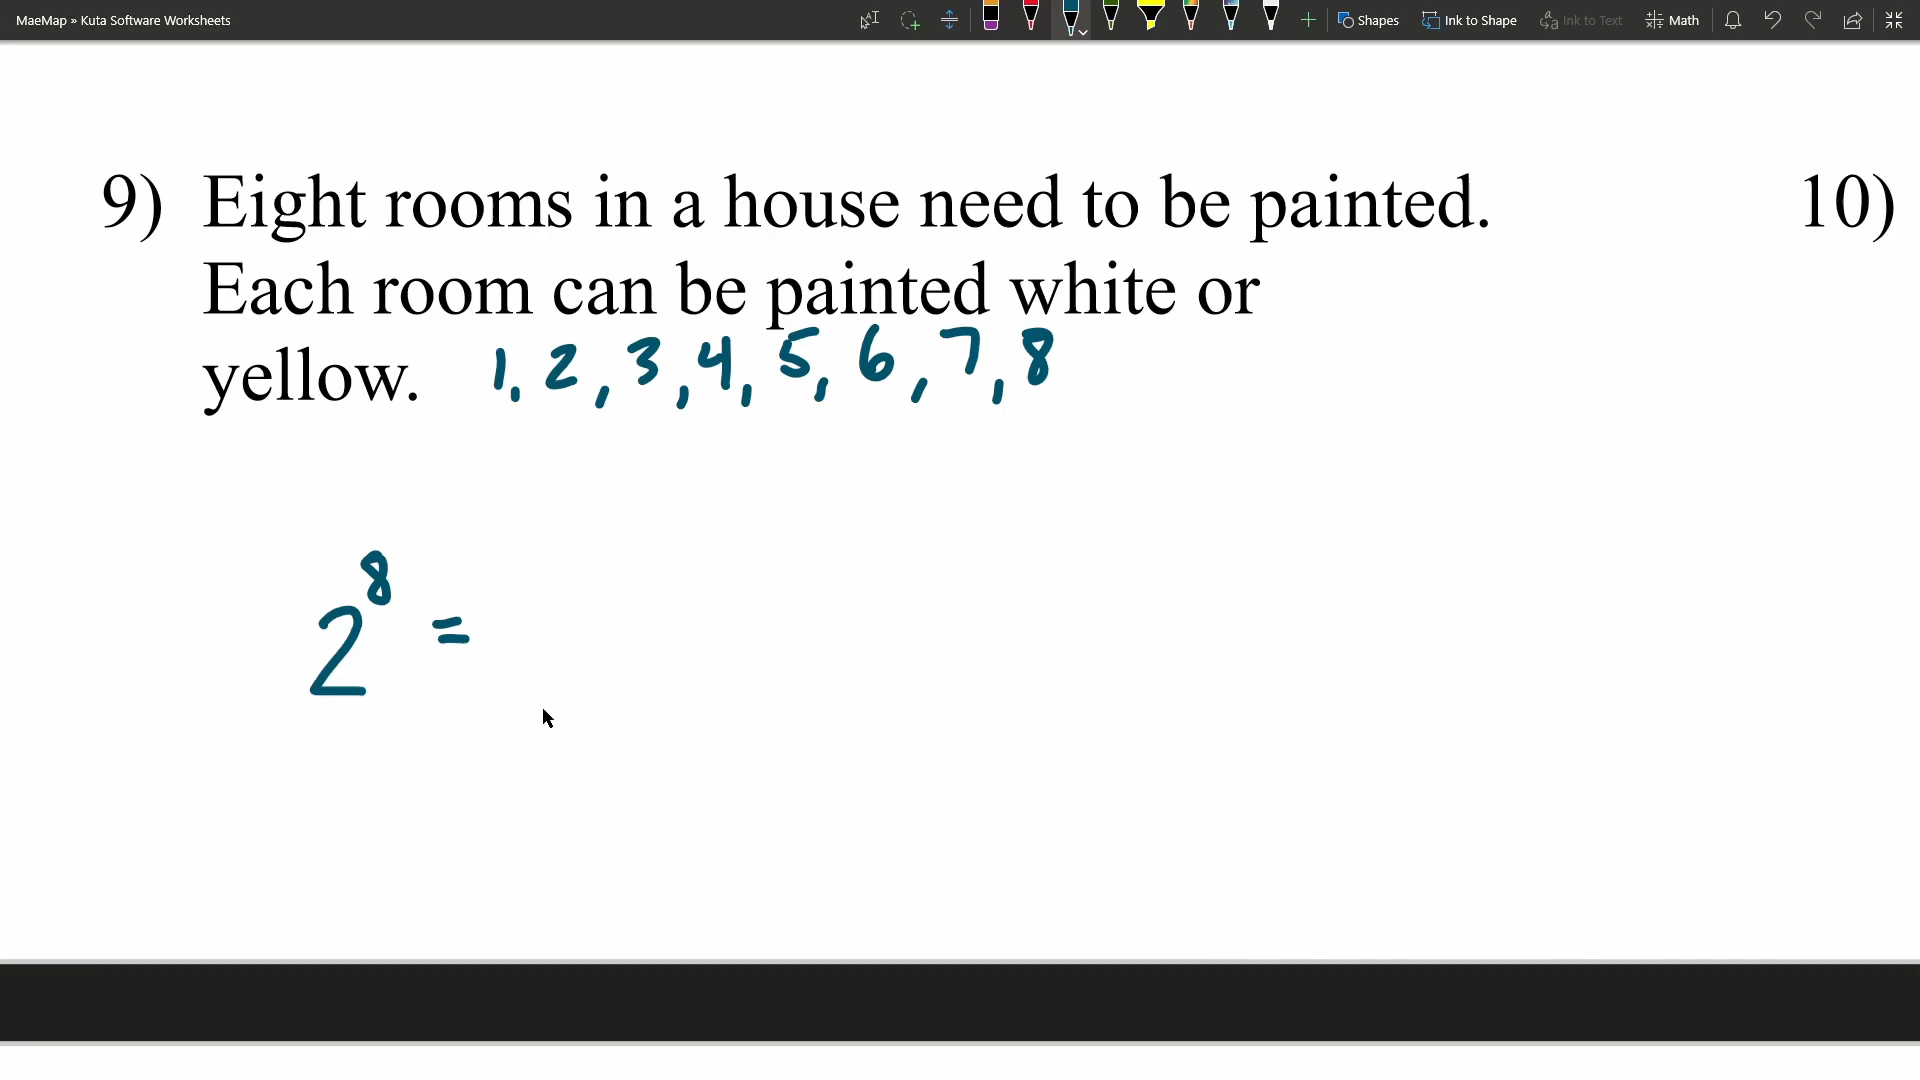 MaeMap » Kuta Software Worksheets
Shapes Ink to Shape Ink to Text Math
9) Eight rooms in a house need to be painted. 10)
Each room can be painted white or
yellow. 1, 2, 3, 4, 5, 6, 7, 8
2⁸ =